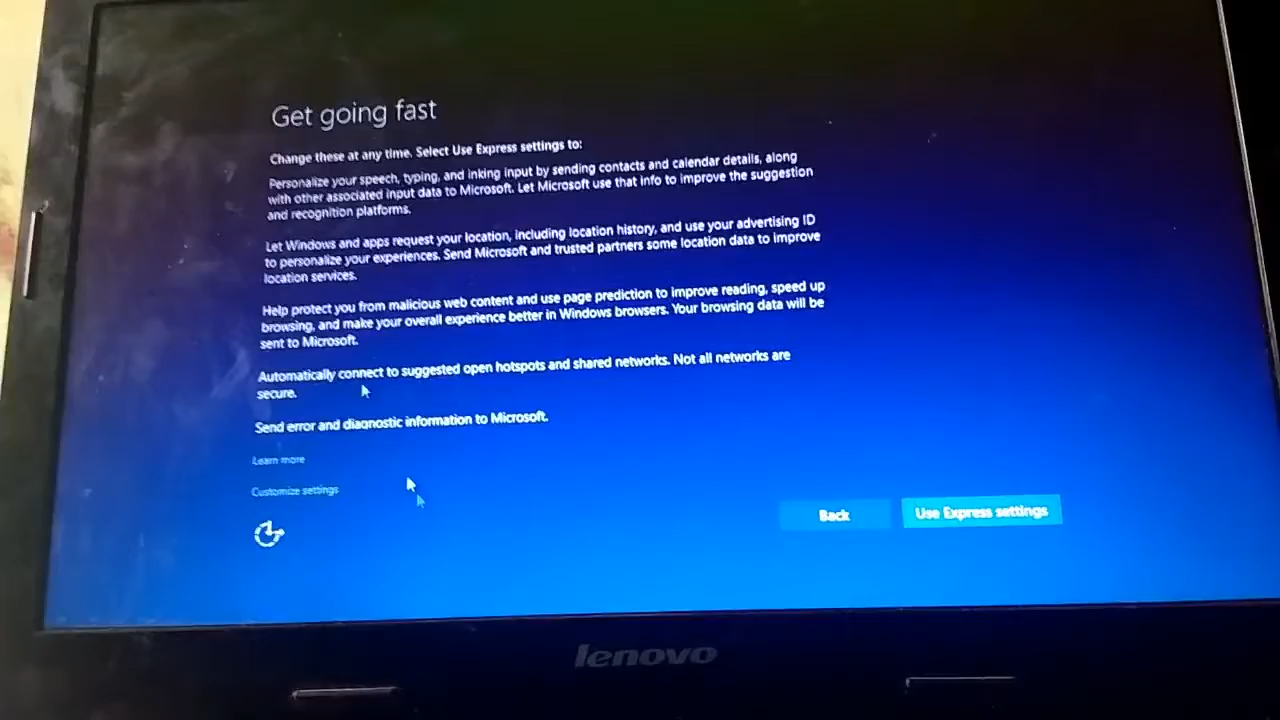 Get going fast
Change these at any time. Select Use Express settings to:
Personalize your speech, typing, and inking input by sending contacts and calendar details, along
with other associated input data to Microsoft. Let Microsoft use that info to improve the suggestion
and recognition platforms.
Let Windows and apps request your location, including location history, and use your advertising ID
to personalize your experiences. Send Microsoft and trusted partners some location data to improve
location services.
Help protect you from malicious web content and use page prediction to improve reading, speed up
browsing, and make your overall experience better in Windows browsers. Your browsing data will be
sent to Microsoft.
Automatically connect to suggested open hotspots and shared networks. Not all networks are
secure.
Send error and diagnostic information to Microsoft.
Learn more
Customize settings
Back
Use Express settings
lenovo